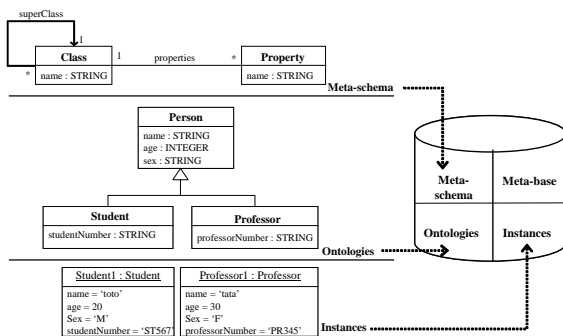 superClass
1
Class
1
properties
*
Property
*
name : STRING
name : STRING
Meta-schema
Person
name : STRING
age : INTEGER
sex : STRING
Student
studentNumber : STRING
Professor
professorNumber : STRING
Ontologies
Student1 : Student
name = ‘toto’
age = 20
Sex = ‘M’
studentNumber = ‘ST567’
Professor1 : Professor
name = ‘tata’
age = 30
Sex = ‘F’
professorNumber = ‘PR345’
Instances
Meta-
schema
Meta-base
Ontologies
Instances